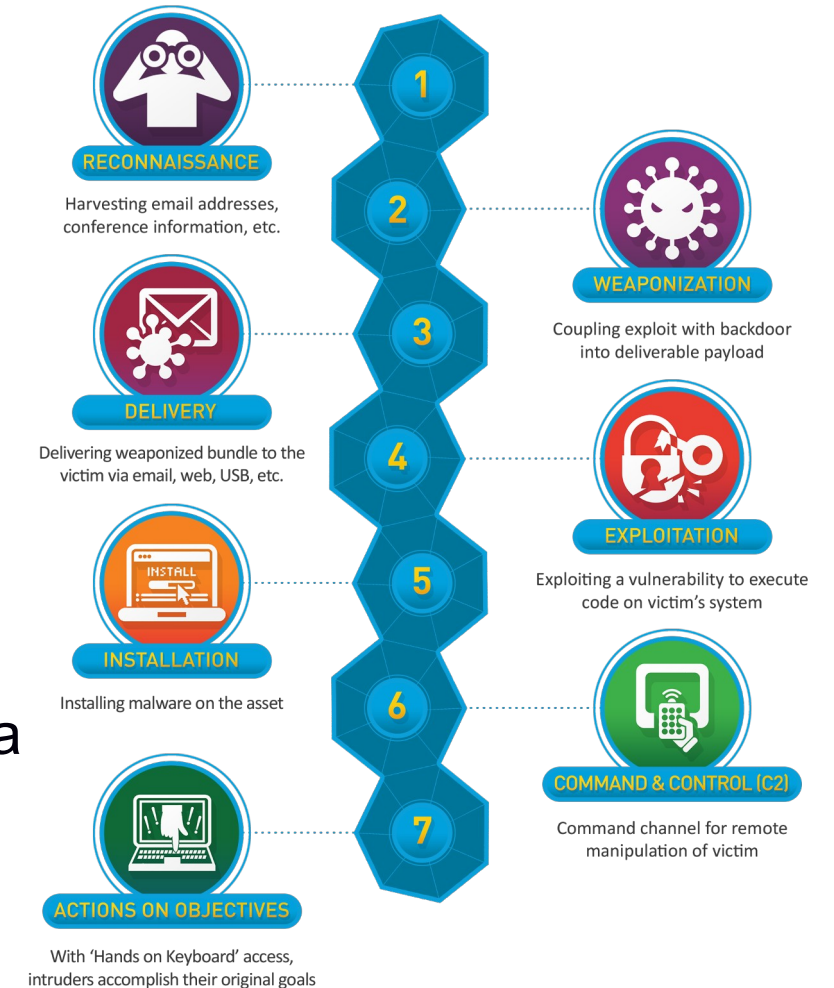 1
RECONNAISSANCE
Harvesting email addresses,
conference information, etc.
2
WEAPONIZATION
Coupling exploit with backdoor
into deliverable payload
3
DELIVERY
Delivering weaponized bundle to the
victim via email, web, USB, etc.
4
EXPLOITATION
Exploiting a vulnerability to execute
code on victim's system
5
INSTALL
INSTALLATION
Installing malware on the asset
a
6
COMMAND & CONTROL (C2)
Command channel for remote
manipulation of victim
7
ACTIONS ON OBJECTIVES
With ‘Hands on Keyboard’ access,
intruders accomplish their original goals